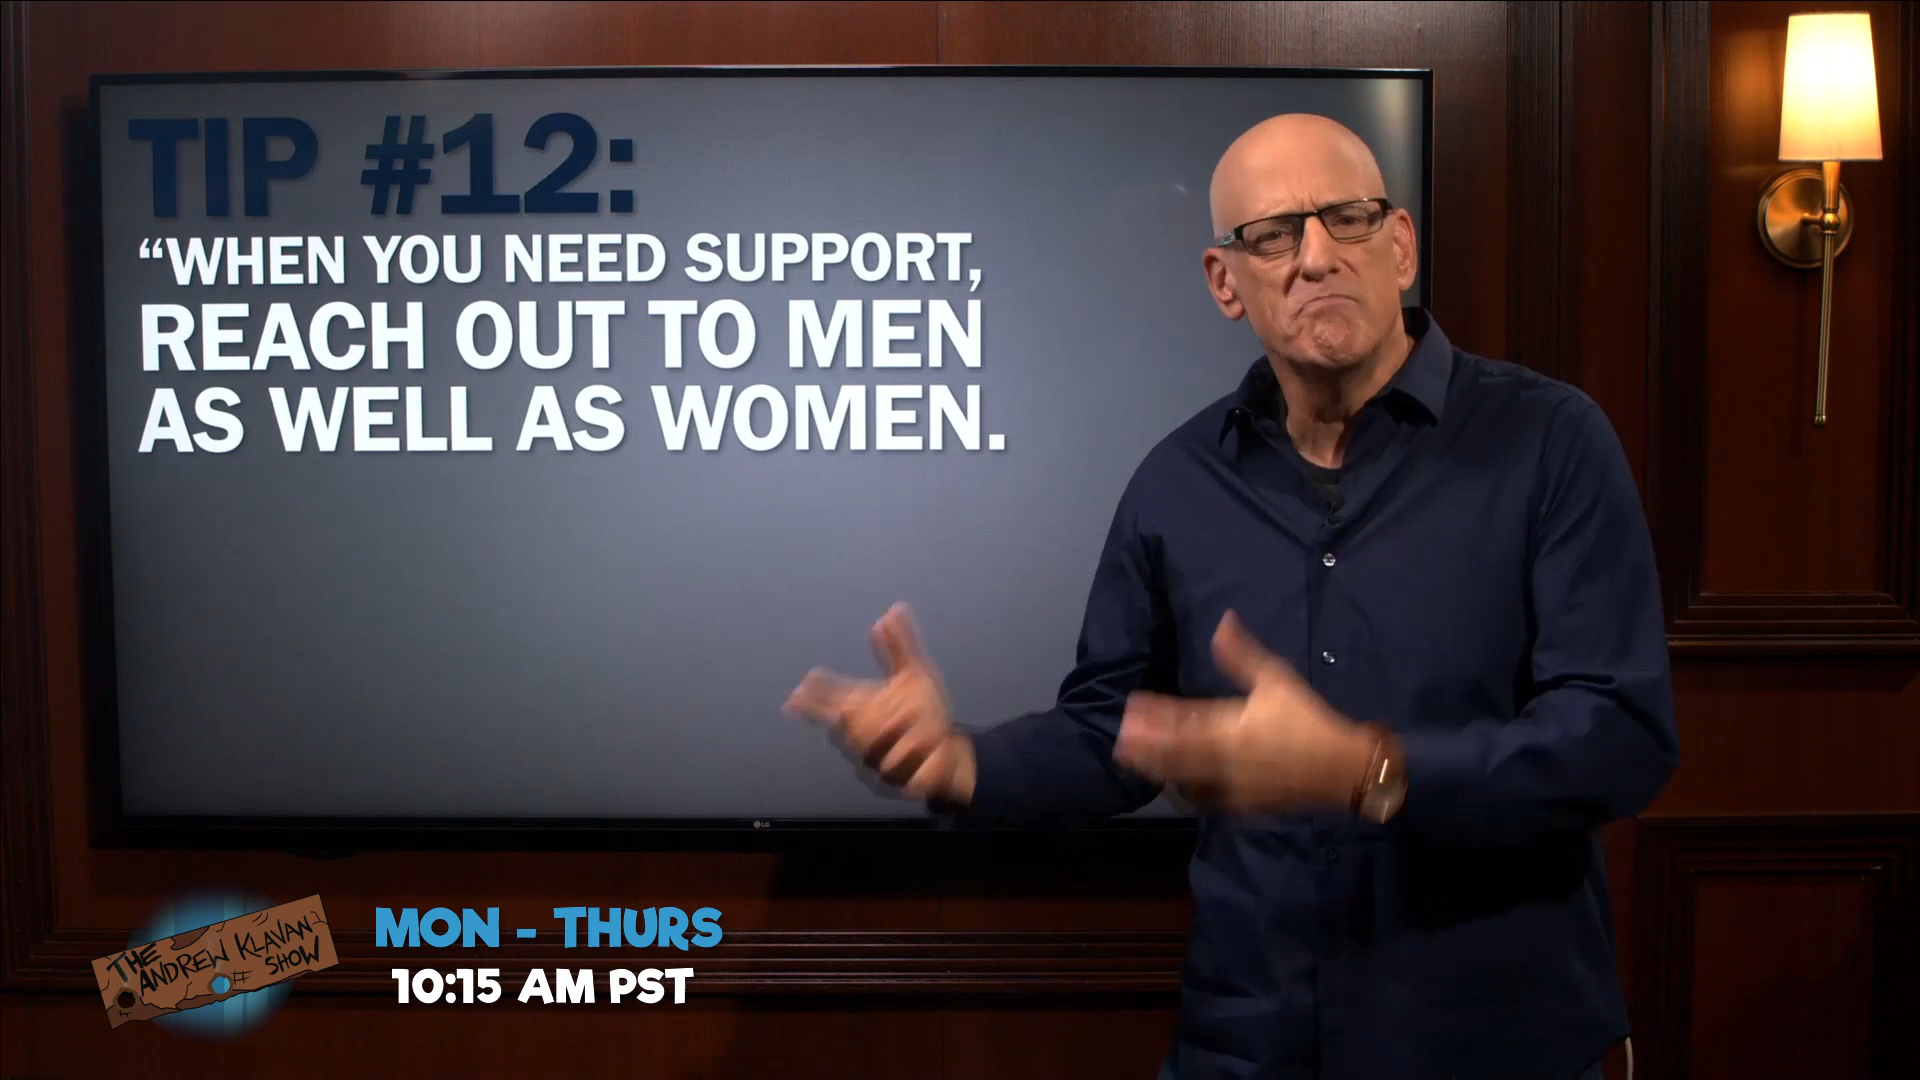 TIP #12:
“WHEN YOU NEED SUPPORT,
REACH OUT TO MEN
AS WELL AS WOMEN.
LG
THE
ANDREW KLAVAN
SHOW
MON - THURS
10:15 AM PST